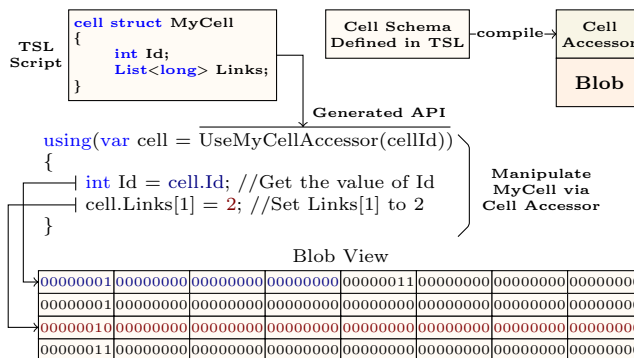 TSL
Script
cell struct MyCell
{
int Id;
List<long> Links;
}
Cell Schema
Defined in TSL
compile
Cell
Accessor
Blob
Generated API
using(var cell = UseMyCellAccessor(cellId))
{
int Id = cell.Id; //Get the value of Id
cell.Links[1] = 2; //Set Links[1] to 2
}
Manipulate
MyCell via
Cell Accessor
Blob View
00000001 00000000 00000000 00000000 00000011 00000000 00000000 00000000
00000001 00000000 00000000 00000000 00000000 00000000 00000000 00000000
00000010 00000000 00000000 00000000 00000000 00000000 00000000 00000000
00000011 00000000 00000000 00000000 00000000 00000000 00000000 00000000